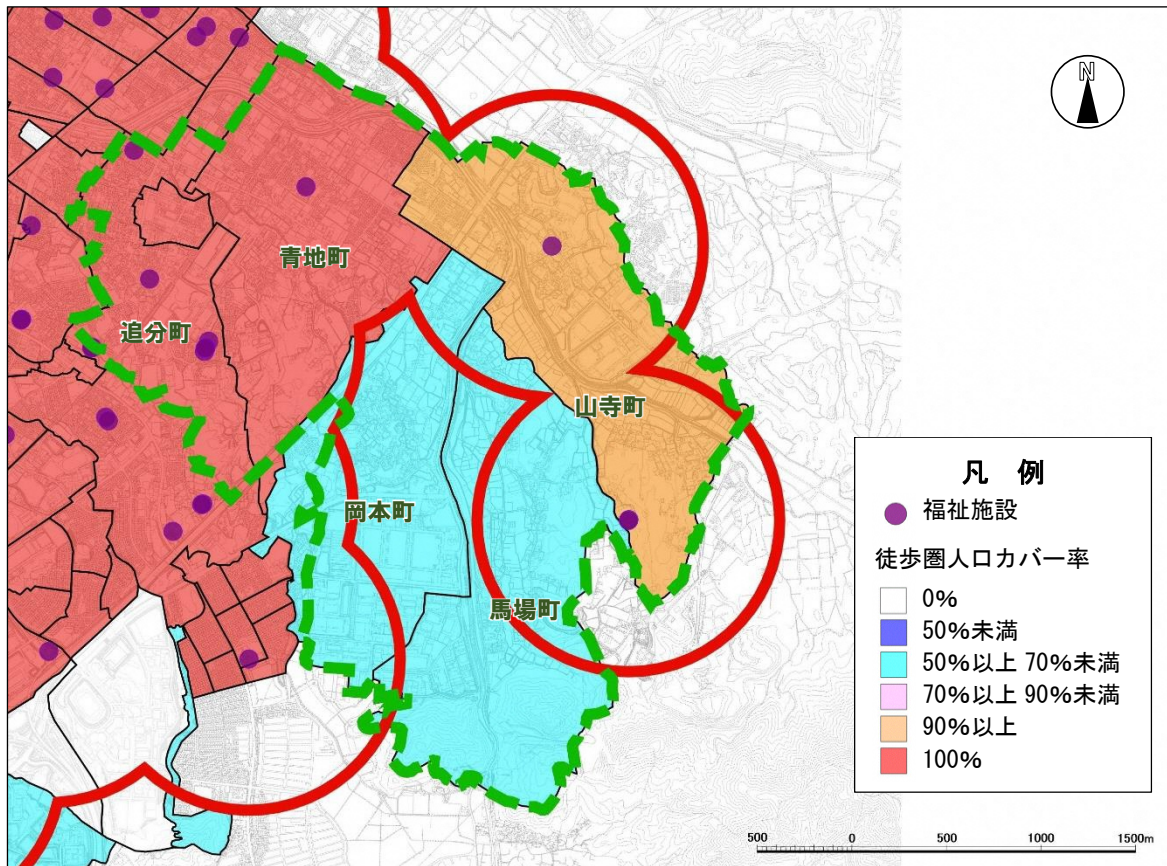 N
青地町
追分町
山寺町
岡本町
馬場町
凡 例
福祉施設
徒歩圏人口カバー率
0%
50%未満
50%以上 70%未満
70%以上 90%未満
90%以上
100%
500 0 500 1000 1500m